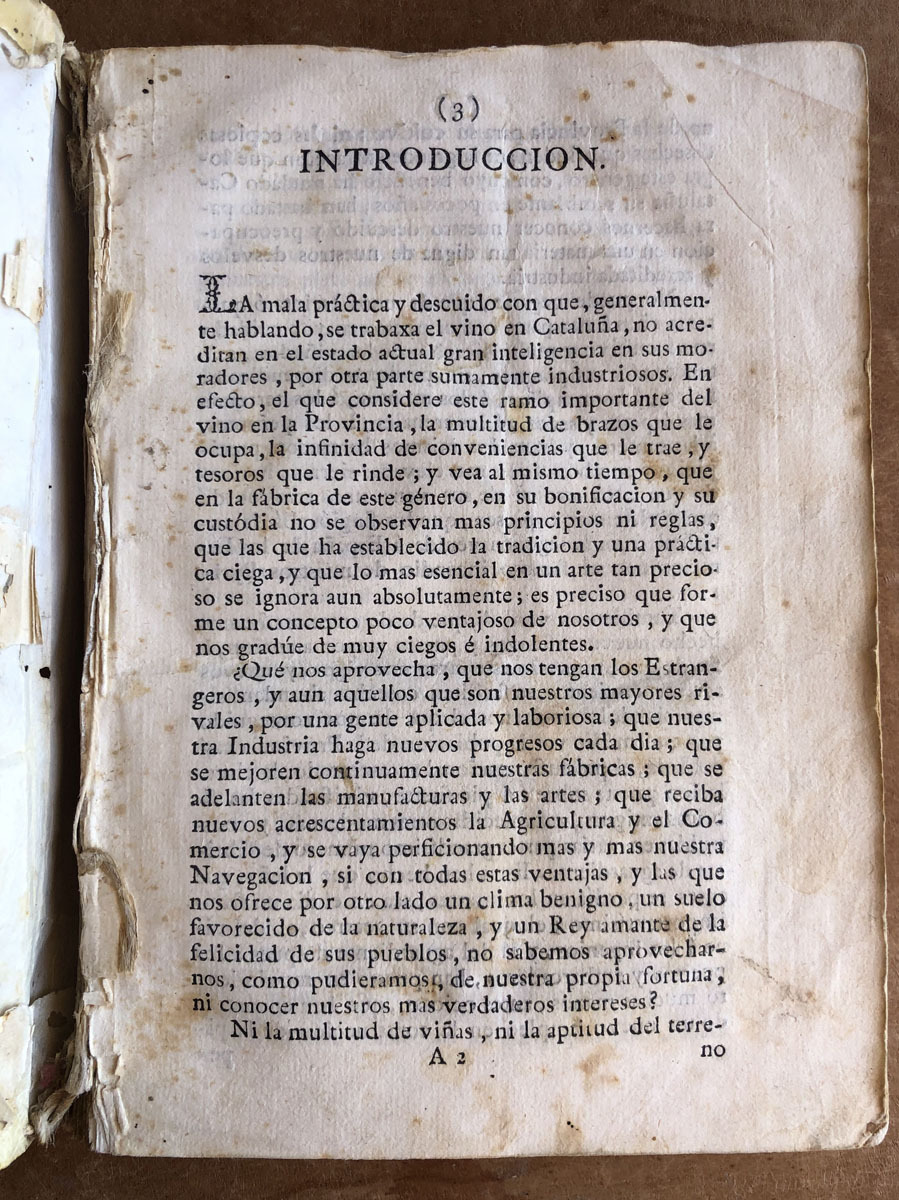 (3)
INTRODUCCION.
LA mala práctica y descuido con que, generalmen-
te hablando, se trabaxa el vino en Cataluña, no acre-
ditan en el estado actual gran inteligencia en sus mo-
radores, por otra parte sumamente industriosos. En
efecto, el que considere este ramo importante del
vino en la Provincia, la multitud de brazos que le
ocupa, la infinidad de conveniencias que le trae, y
tesoros que le rinde; y vea al mismo tiempo, que
en la fábrica de este género, en su bonificacion y su
custódia no se observan mas principios ni reglas,
que las que ha establecido la tradicion y una prácti-
ca ciega, y que lo mas esencial en un arte tan precio-
so se ignora aun absolutamente; es preciso que for-
me un concepto poco ventajoso de nosotros, y que
nos gradúe de muy ciegos é indolentes.
¿Qué nos aprovecha, que nos tengan los Estran-
geros, y aun aquellos que son nuestros mayores ri-
vales, por una gente aplicada y laboriosa; que nues-
tra Industria haga nuevos progresos cada dia; que
se mejoren continuamente nuestras fábricas; que se
adelanten las manufacturas y las artes; que reciba
nuevos acrescentamientos la Agricultura y el Co-
mercio, y se vaya perficionando mas y mas nuestra
Navegacion, si con todas estas ventajas, y las que
nos ofrece por otro lado un clima benigno, un suelo
favorecido de la naturaleza, y un Rey amante de la
felicidad de sus pueblos, no sabemos aprovechar-
nos, como pudieramos, de nuestra propia fortuna,
ni conocer nuestros mas verdaderos intereses?
Ni la multitud de viñas, ni la aptitud del terre-
A 2
no